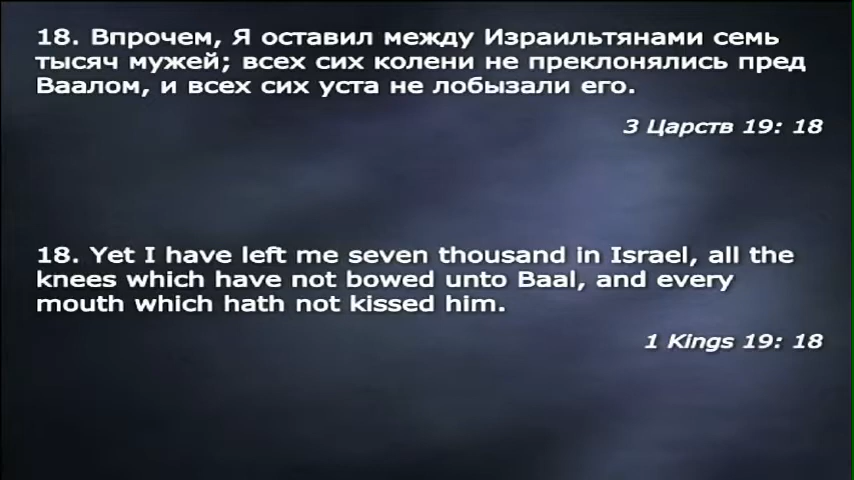 18. Впрочем, Я оставил между Израильтянами семь
тысяч мужей; всех сих колени не преклонялись пред
Ваалом, и всех сих уста не лобызали его.
3 Царств 19: 18
18. Yet I have left me seven thousand in Israel, all the
knees which have not bowed unto Baal, and every
mouth which hath not kissed him.
1 Kings 19: 18